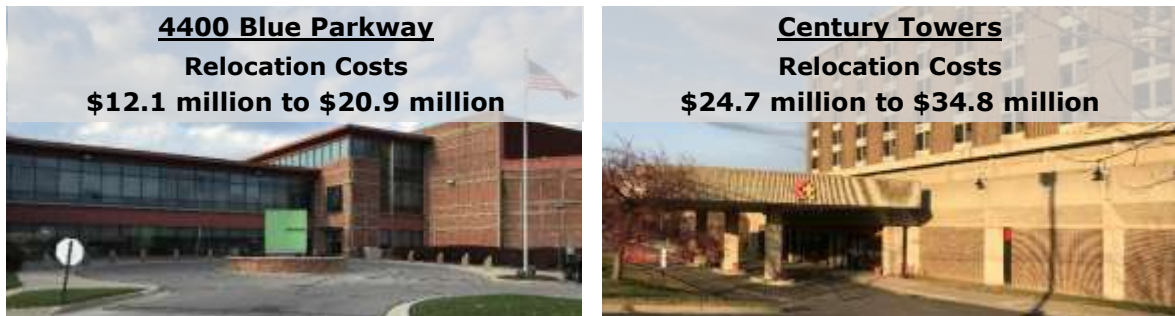 4400 Blue Parkway
Relocation Costs
$12.1 million to $20.9 million
Century Towers
Relocation Costs
$24.7 million to $34.8 million